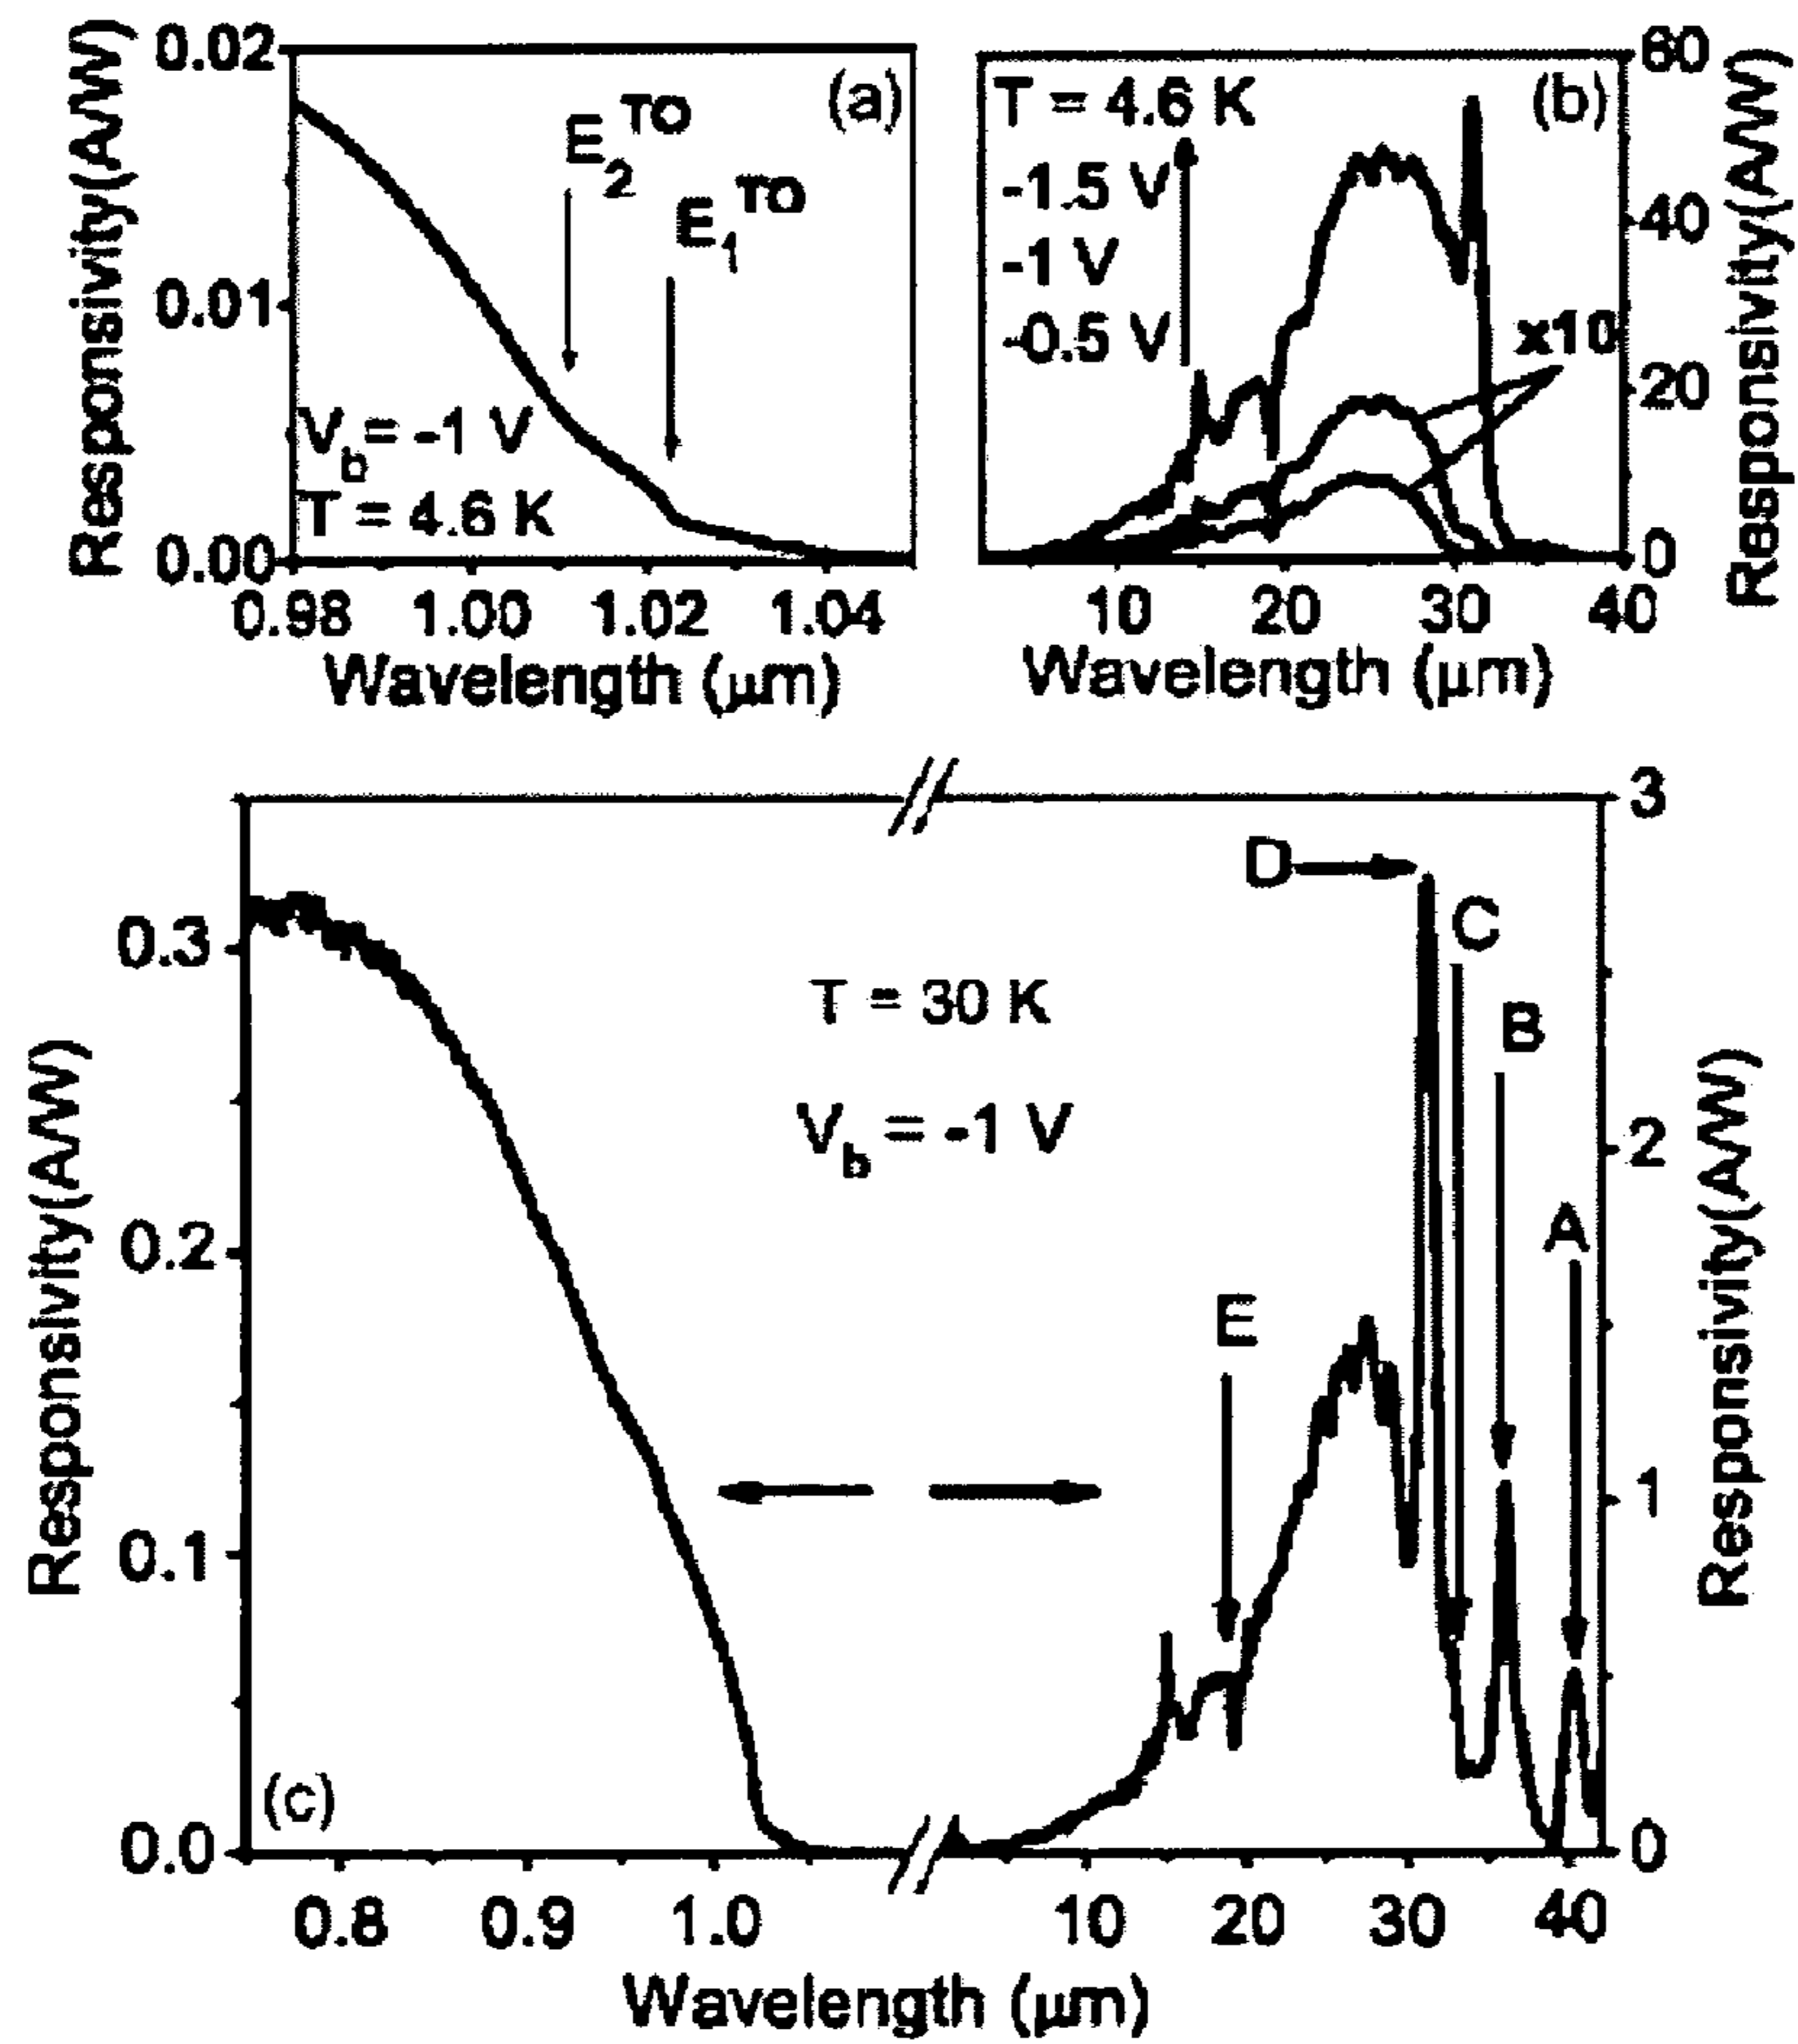 Responsivity(A/W)
0.02
0.01
0.00
E2TO
E1TO
(a)
Vb = -1 V
T = 4.6 K
0.98 1.00 1.02 1.04
Wavelength (μm)
T = 4.6 K
(b)
-1.5 V
-1 V
-0.5 V
x10
60
40
20
0
Responsivity(A/W)
10 20 30 40
Wavelength (μm)
Responsivity(A/W)
0.3
0.2
0.1
0.0
T = 30 K
Vb = -1 V
D
C
B
A
E
(c)
3
2
1
0
Responsivity(A/W)
0.8 0.9 1.0 10 20 30 40
Wavelength (μm)